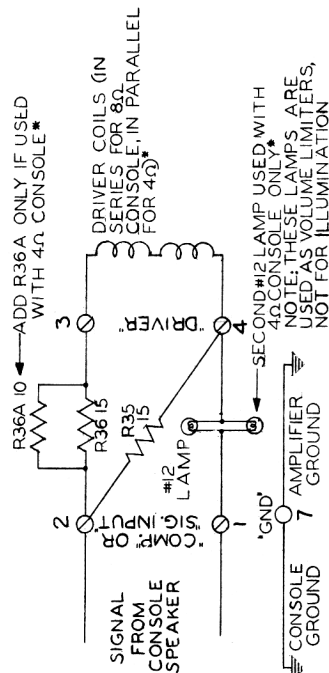 R36A 10
ADD R36A ONLY IF USED
WITH 4Ω CONSOLE*
R36 15
2
3
"COMP." OR
"SIG. INPUT"
R35
15
"DRIVER"
DRIVER COILS (IN
SERIES FOR 8Ω
CONSOLE, IN PARALLEL
FOR 4Ω)*
SIGNAL
FROM
CONSOLE
SPEAKER
#12
LAMP
1
4
SECOND #12 LAMP USED WITH
4Ω CONSOLE ONLY*
NOTE: THESE LAMPS ARE
USED AS VOLUME LIMITERS,
NOT FOR ILLUMINATION
"GND"
7
CONSOLE
GROUND
AMPLIFIER
GROUND